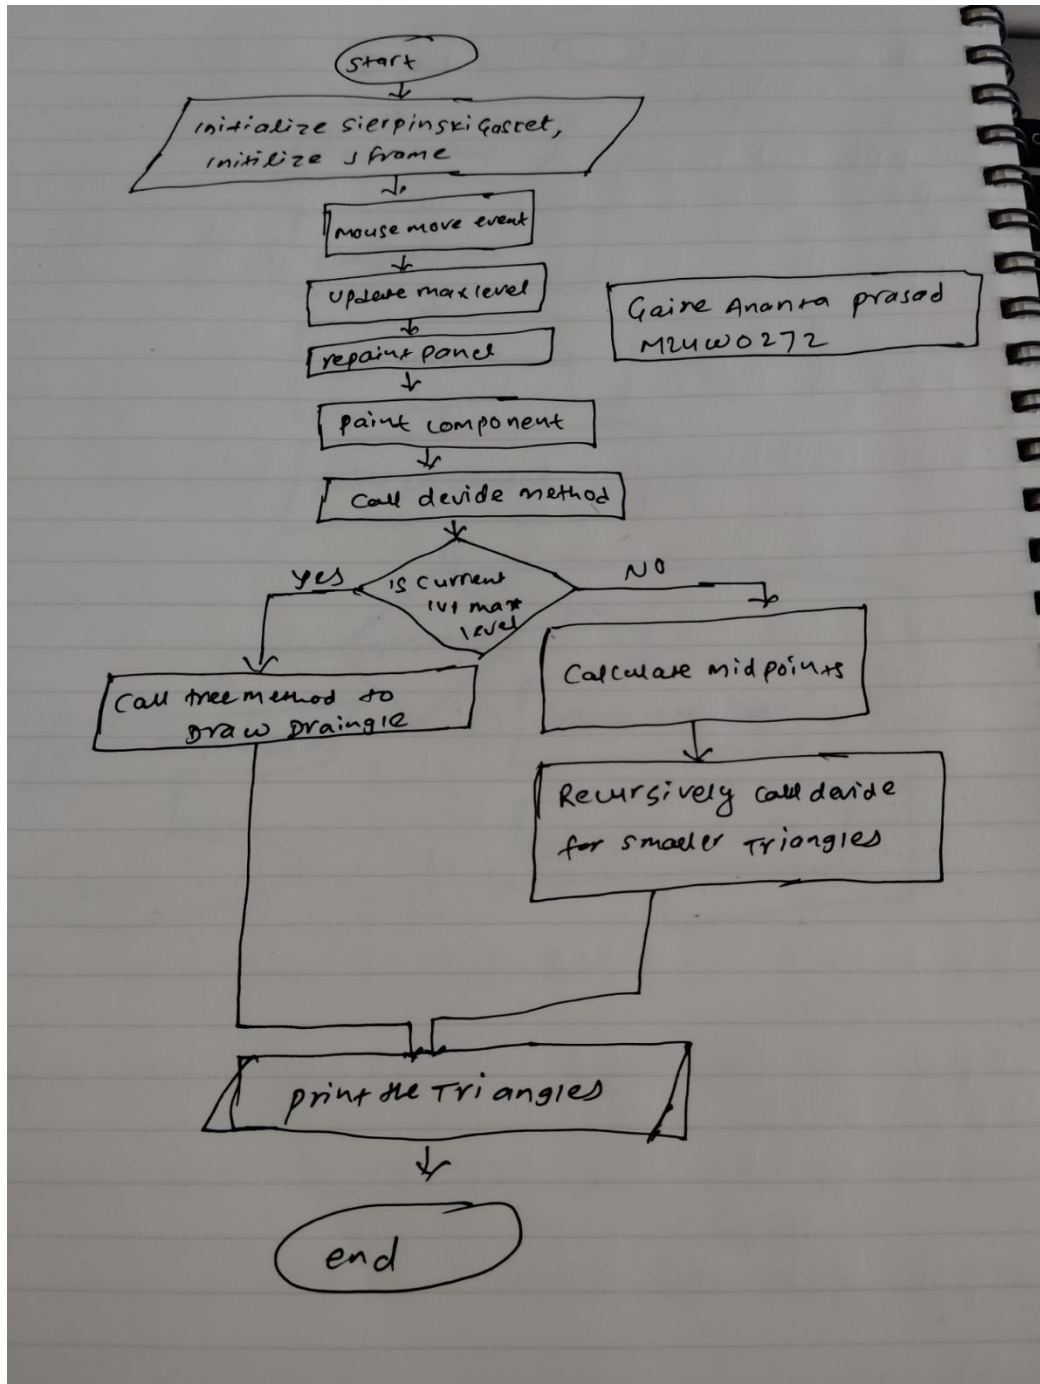 start
initialize Sierpinski Gasket,
initilize J frame
mouse move event
update max level
repaint panel
Gaire Ananta prasad
M24W0272
paint component
call devide method
yes
is current
lvl max
level
NO
Call tree method to
Draw Draingle
Calculate midpoints
Recursively call devide
for smaller Triangles
print the Triangles
end